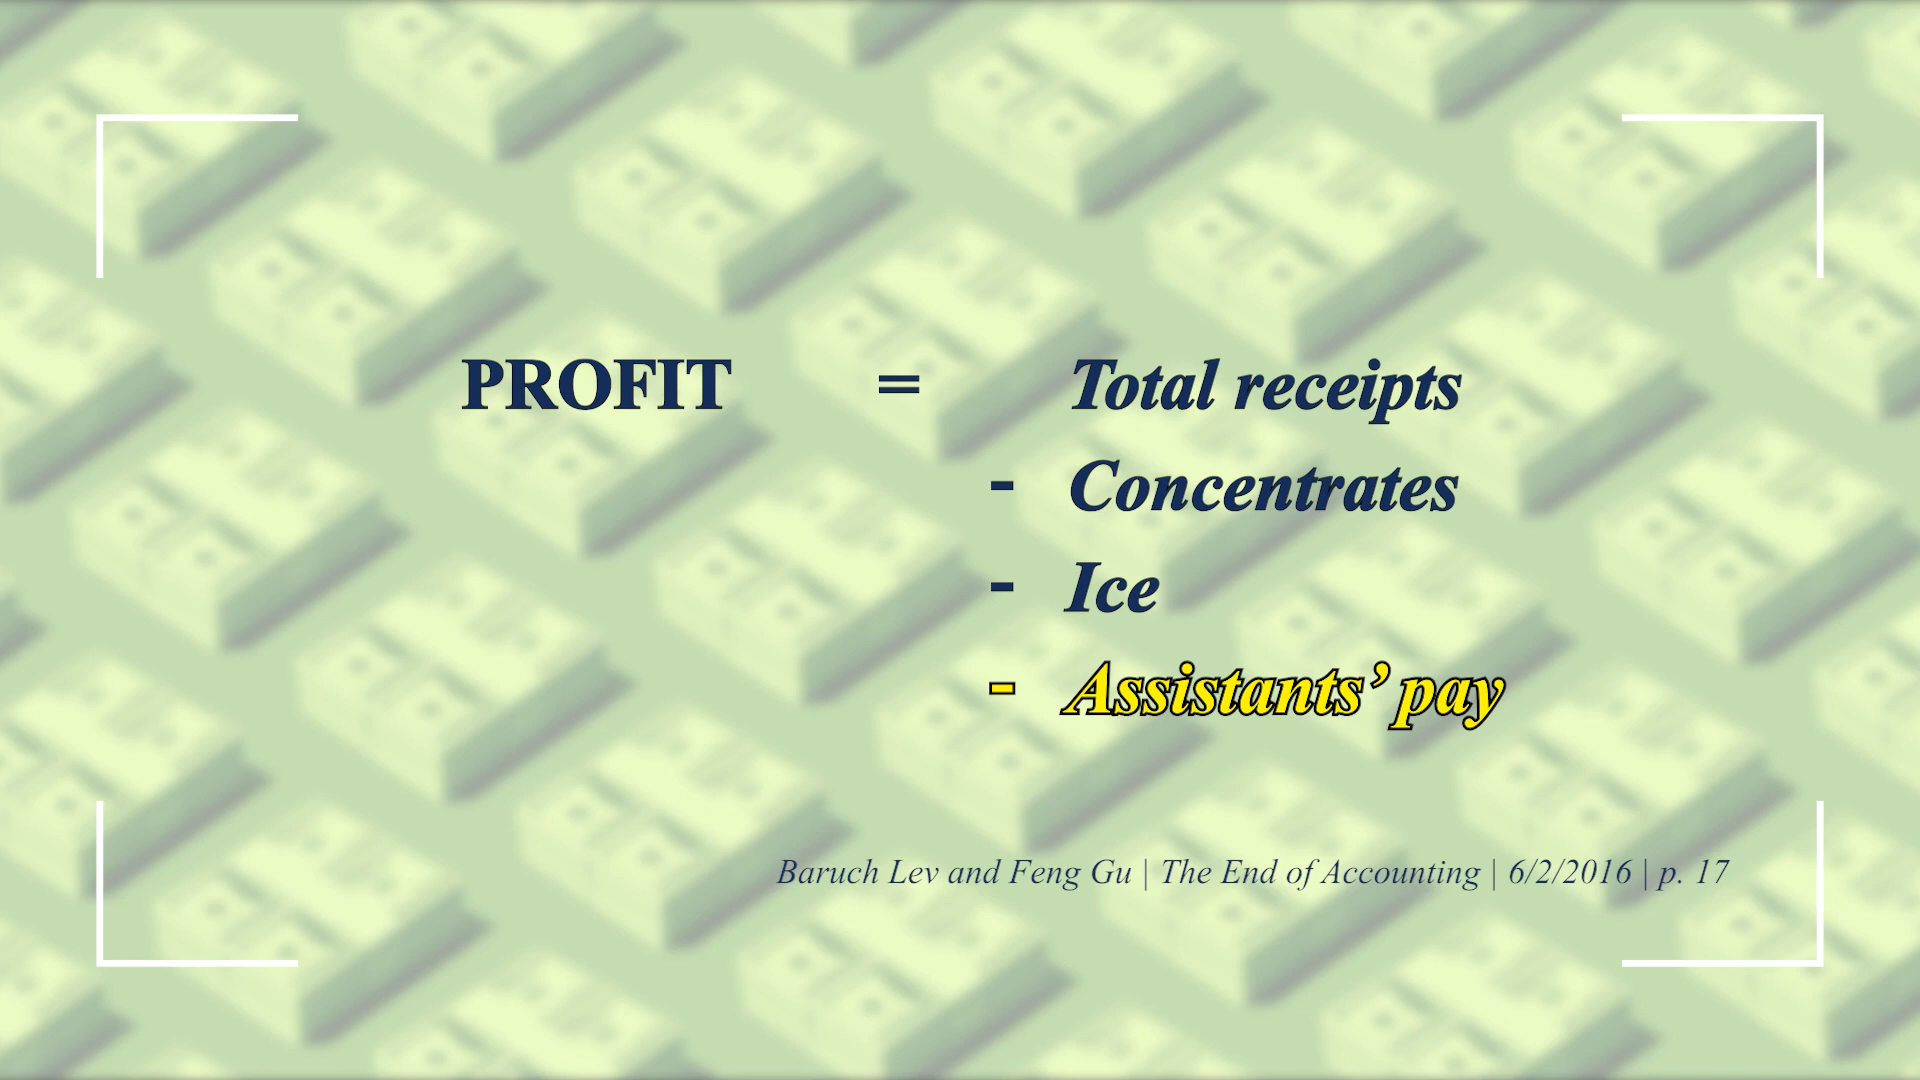 PROFIT = Total receipts
- Concentrates
- Ice
- Assistants’ pay
Baruch Lev and Feng Gu | The End of Accounting | 6/2/2016 | p. 17